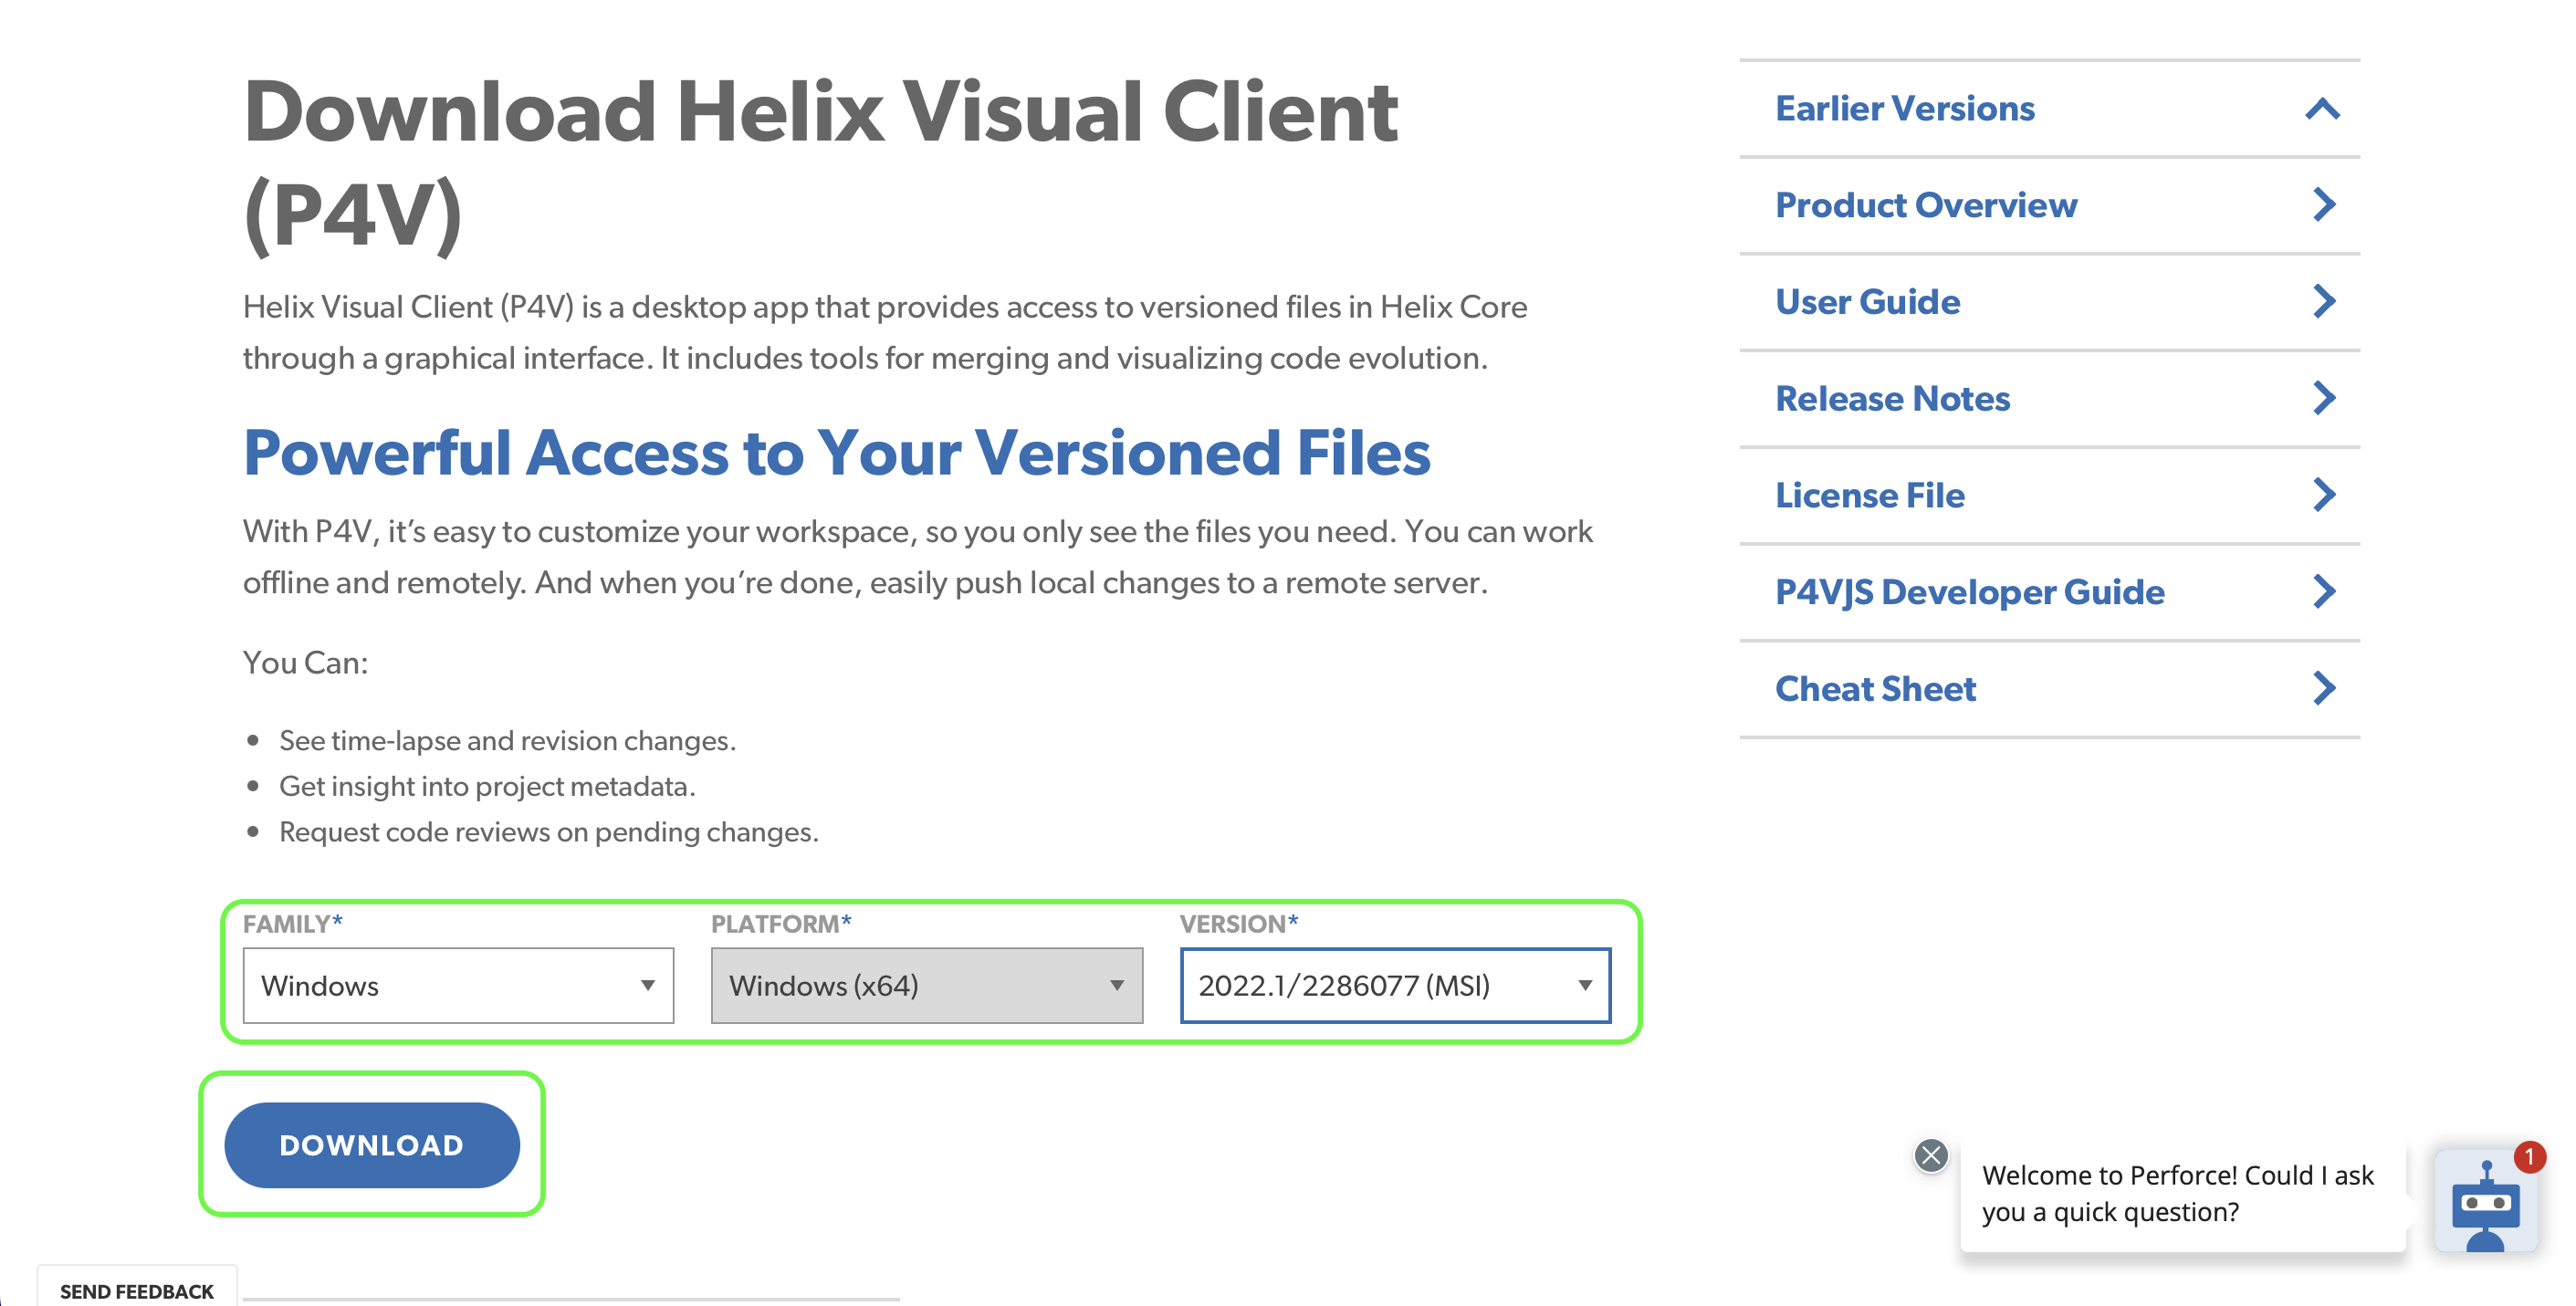 Download Helix Visual Client
(P4V)
Helix Visual Client (P4V) is a desktop app that provides access to versioned files in Helix Core
through a graphical interface. It includes tools for merging and visualizing code evolution.
Powerful Access to Your Versioned Files
With P4V, it’s easy to customize your workspace, so you only see the files you need. You can work
offline and remotely. And when you’re done, easily push local changes to a remote server.
You Can:
• See time-lapse and revision changes.
• Get insight into project metadata.
• Request code reviews on pending changes.
FAMILY* PLATFORM* VERSION*
Windows Windows (x64) 2022.1/2286077 (MSI)
DOWNLOAD
SEND FEEDBACK
Earlier Versions
Product Overview
User Guide
Release Notes
License File
P4VJS Developer Guide
Cheat Sheet
Welcome to Perforce! Could I ask
you a quick question?
1